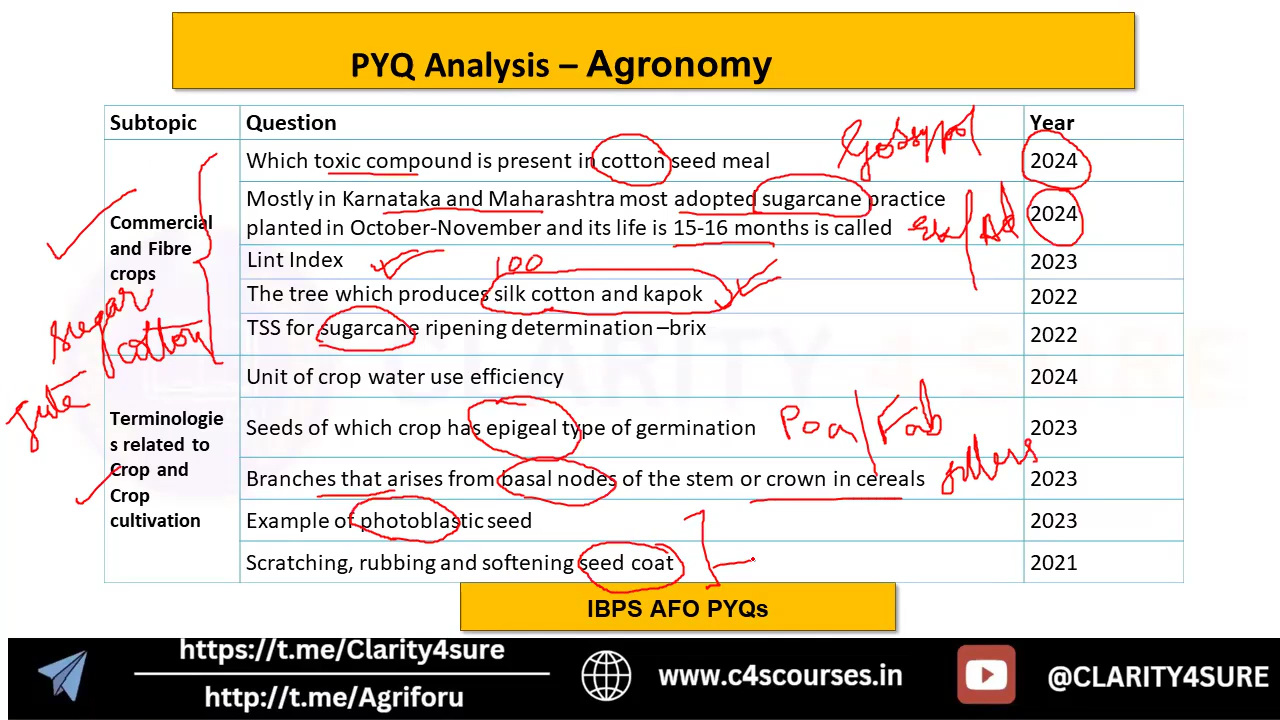 PYQ Analysis – Agronomy
Subtopic Question Year
Which toxic compound is present in cotton seed meal Gossypol 2024
Commercial and Fibre crops
Mostly in Karnataka and Maharashtra most adopted sugarcane practice
planted in October-November and its life is 15-16 months is called 2024
Lint Index 2023
100
The tree which produces silk cotton and kapok 2022
TSS for sugarcane ripening determination –brix 2022
Sugar
cotton
Jute
Unit of crop water use efficiency 2024
Terminologie
s related to
Crop and
Crop
cultivation
Seeds of which crop has epigeal type of germination Poa/Fab 2023
Branches that arises from basal nodes of the stem or crown in cereals 2023
Example of photoblastic seed 2023
Scratching, rubbing and softening seed coat 2021
IBPS AFO PYQs
https://t.me/Clarity4sure
http://t.me/Agriforu
www.c4scourses.in
@CLARITY4SURE
CLARITY 4 SURE